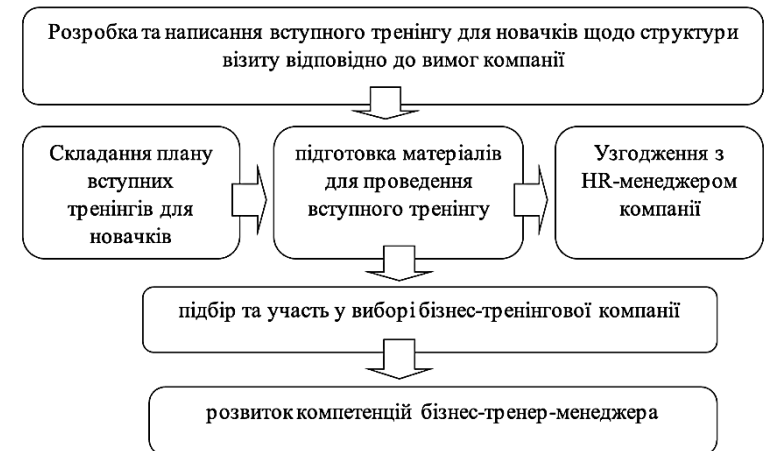 Розробка та написання вступного тренінгу для новачків щодо структури
візиту відповідно до вимог компанії
Складання плану
вступних
тренінгів для
новачків
підготовка матеріалів
для проведення
вступного тренінгу
Узгодження з
HR-менеджером
компанії
підбір та участь у виборі бізнес-тренінгової компанії
розвиток компетенцій бізнес-тренер-менеджера